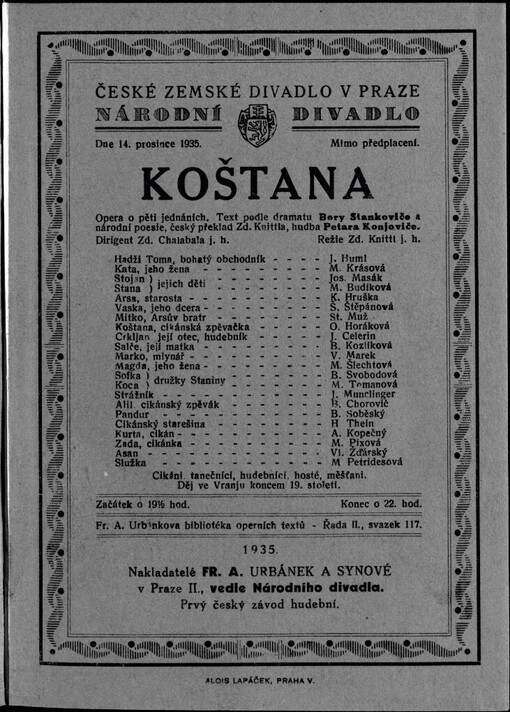 ČESKÉ ZEMSKÉ DIVADLO V PRAZE
NÁRODNÍ DIVADLO
Dne 14. prosince 1935. Mimo předplacení.
KOŠTANA
Opera o pěti jednáních. Text podle dramatu Bory Stankoviče a
národní poesie, český překlad Zd. Knittla, hudba Petara Konjoviče.
Dirigent Zd. Chalabala j. h. Režie Zd. Knittl j. h.
Hadži Toma, bohatý obchodník - - - - J. Huml
Kata, jeho žena - - - - - - - M. Krásová
Stojan ) jejich děti - - - - - - Jos. Masák
Stana ) M. Budíková
Arsa, starosta - - - - - - - K. Hruška
Vaska, jeho dcera - - - - - - S. Štěpánová
Mitko, Arsův bratr - - - - - - St. Muž
Koštana, cikánská zpěvačka - - - - O. Horáková
Crkljan její otec, hudebník - - - - J. Celerin
Salče, její matka - - - - - - B. Kozlíková
Marko, mlynář - - - - - - - V. Marek
Magda, jeho žena - - - - - - M. Šlechtová
Sofka ) družky Staniny - - - - - B. Svobodová
Koca ) M. Tomanová
Strážník - - - - - - - - J. Munclinger
Alil cikánský zpěvák - - - - - B. Chorovič
Pandur - - - - - - - - B. Soběský
Cikánský starešina - - - - - - H Thein
Kurta, cikán - - - - - - - A. Kopečný
Zada, cikánka - - - - - - - M. Pixová
Asan - - - - - - - - - Vl. Žďárský
Služka - - - - - - - - M Petridesová
Cikáni, tanečníci, hudebníci, hosté, měšťani.
Děj ve Vranju koncem 19. století.
Začátek o 19½ hod. Konec o 22. hod.
Fr. A. Urbánkova bibliotéka operních textů - Řada II., svazek 117.
1935.
Nakladatelé FR. A. URBÁNEK A SYNOVÉ
v Praze II., vedle Národního divadla.
Prvý český závod hudební.
ALOIS LAPÁČEK, PRAHA V.